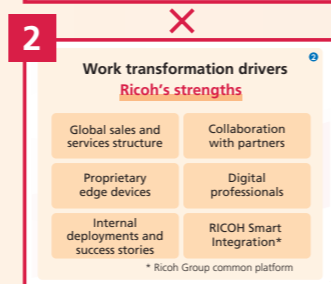 2
Work transformation drivers
2
Ricoh's strengths
Global sales and
services structure
Collaboration
with partners
Proprietary
edge devices
Digital
professionals
Internal
deployments and
success stories
RICOH Smart
Integration*
* Ricoh Group common platform